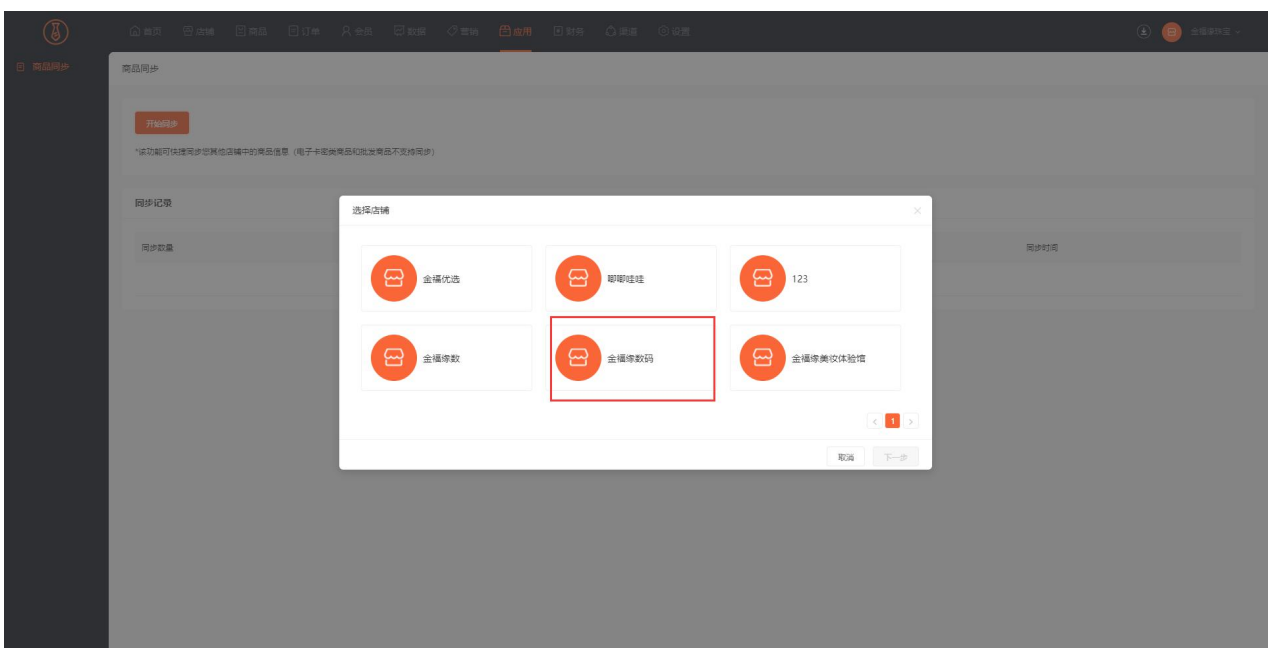 首页 店铺 商品 订单 会员 数据 营销 应用 财务 渠道 设置
商品同步
商品同步
开始同步
*该功能可快捷同步您其他店铺中的商品信息（电子卡密类商品和批发商品不支持同步）
同步记录
同步数量 同步时间
选择店铺
金福优选 唧唧哇哇 123
金福缘数 金福缘数码 金福缘美妆体验馆
1
取消 下一步